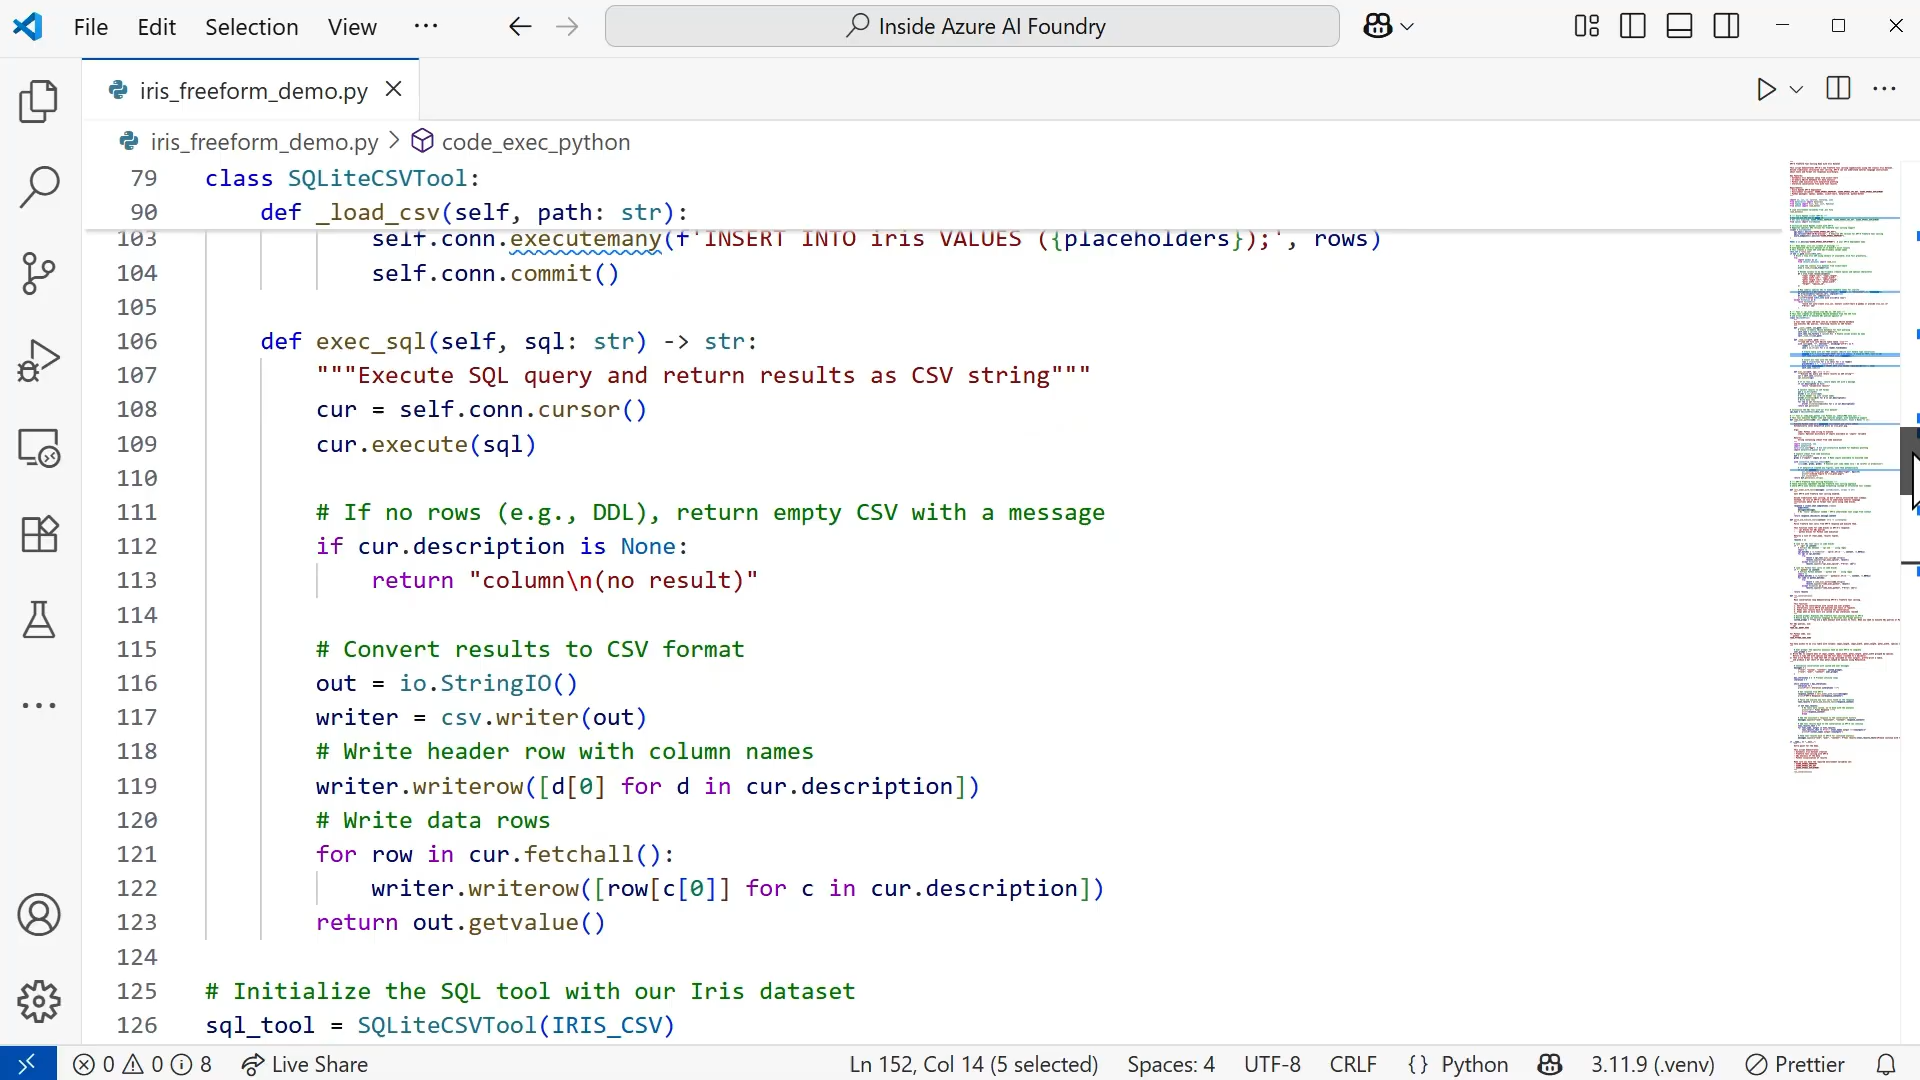 File Edit Selection View ···
Inside Azure AI Foundry
iris_freeform_demo.py
iris_freeform_demo.py > code_exec_python
79 class SQLiteCSVTool:
90 def _load_csv(self, path: str):
103 self.conn.executemany(f'INSERT INTO iris VALUES ({placeholders});', rows)
104 self.conn.commit()
105
106 def exec_sql(self, sql: str) -> str:
107 """Execute SQL query and return results as CSV string"""
108 cur = self.conn.cursor()
109 cur.execute(sql)
110
111 # If no rows (e.g., DDL), return empty CSV with a message
112 if cur.description is None:
113 return "column\n(no result)"
114
115 # Convert results to CSV format
116 out = io.StringIO()
117 writer = csv.writer(out)
118 # Write header row with column names
119 writer.writerow([d[0] for d in cur.description])
120 # Write data rows
121 for row in cur.fetchall():
122 writer.writerow([row[c[0]] for c in cur.description])
123 return out.getvalue()
124
125 # Initialize the SQL tool with our Iris dataset
126 sql_tool = SQLiteCSVTool(IRIS_CSV)
0 0 8 Live Share Ln 152, Col 14 (5 selected) Spaces: 4 UTF-8 CRLF {} Python 3.11.9 (.venv) Prettier